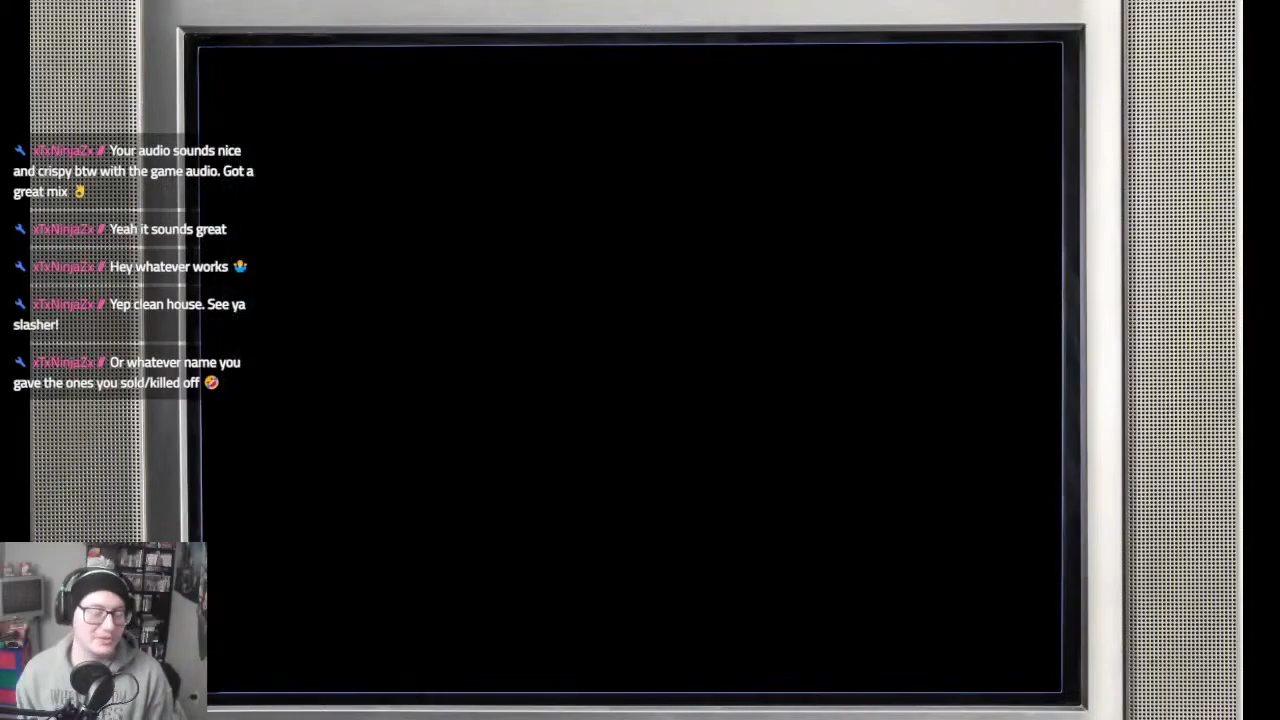 xTxNinjaZx Your audio sounds nice
and crispy btw with the game audio. Got a
great mix 👌
xTxNinjaZx Yeah it sounds great
xTxNinjaZx Hey whatever works 🤷
xTxNinjaZx Yep clean house. See ya
slasher!
xTxNinjaZx Or whatever name you
gave the ones you sold/killed off 🤣